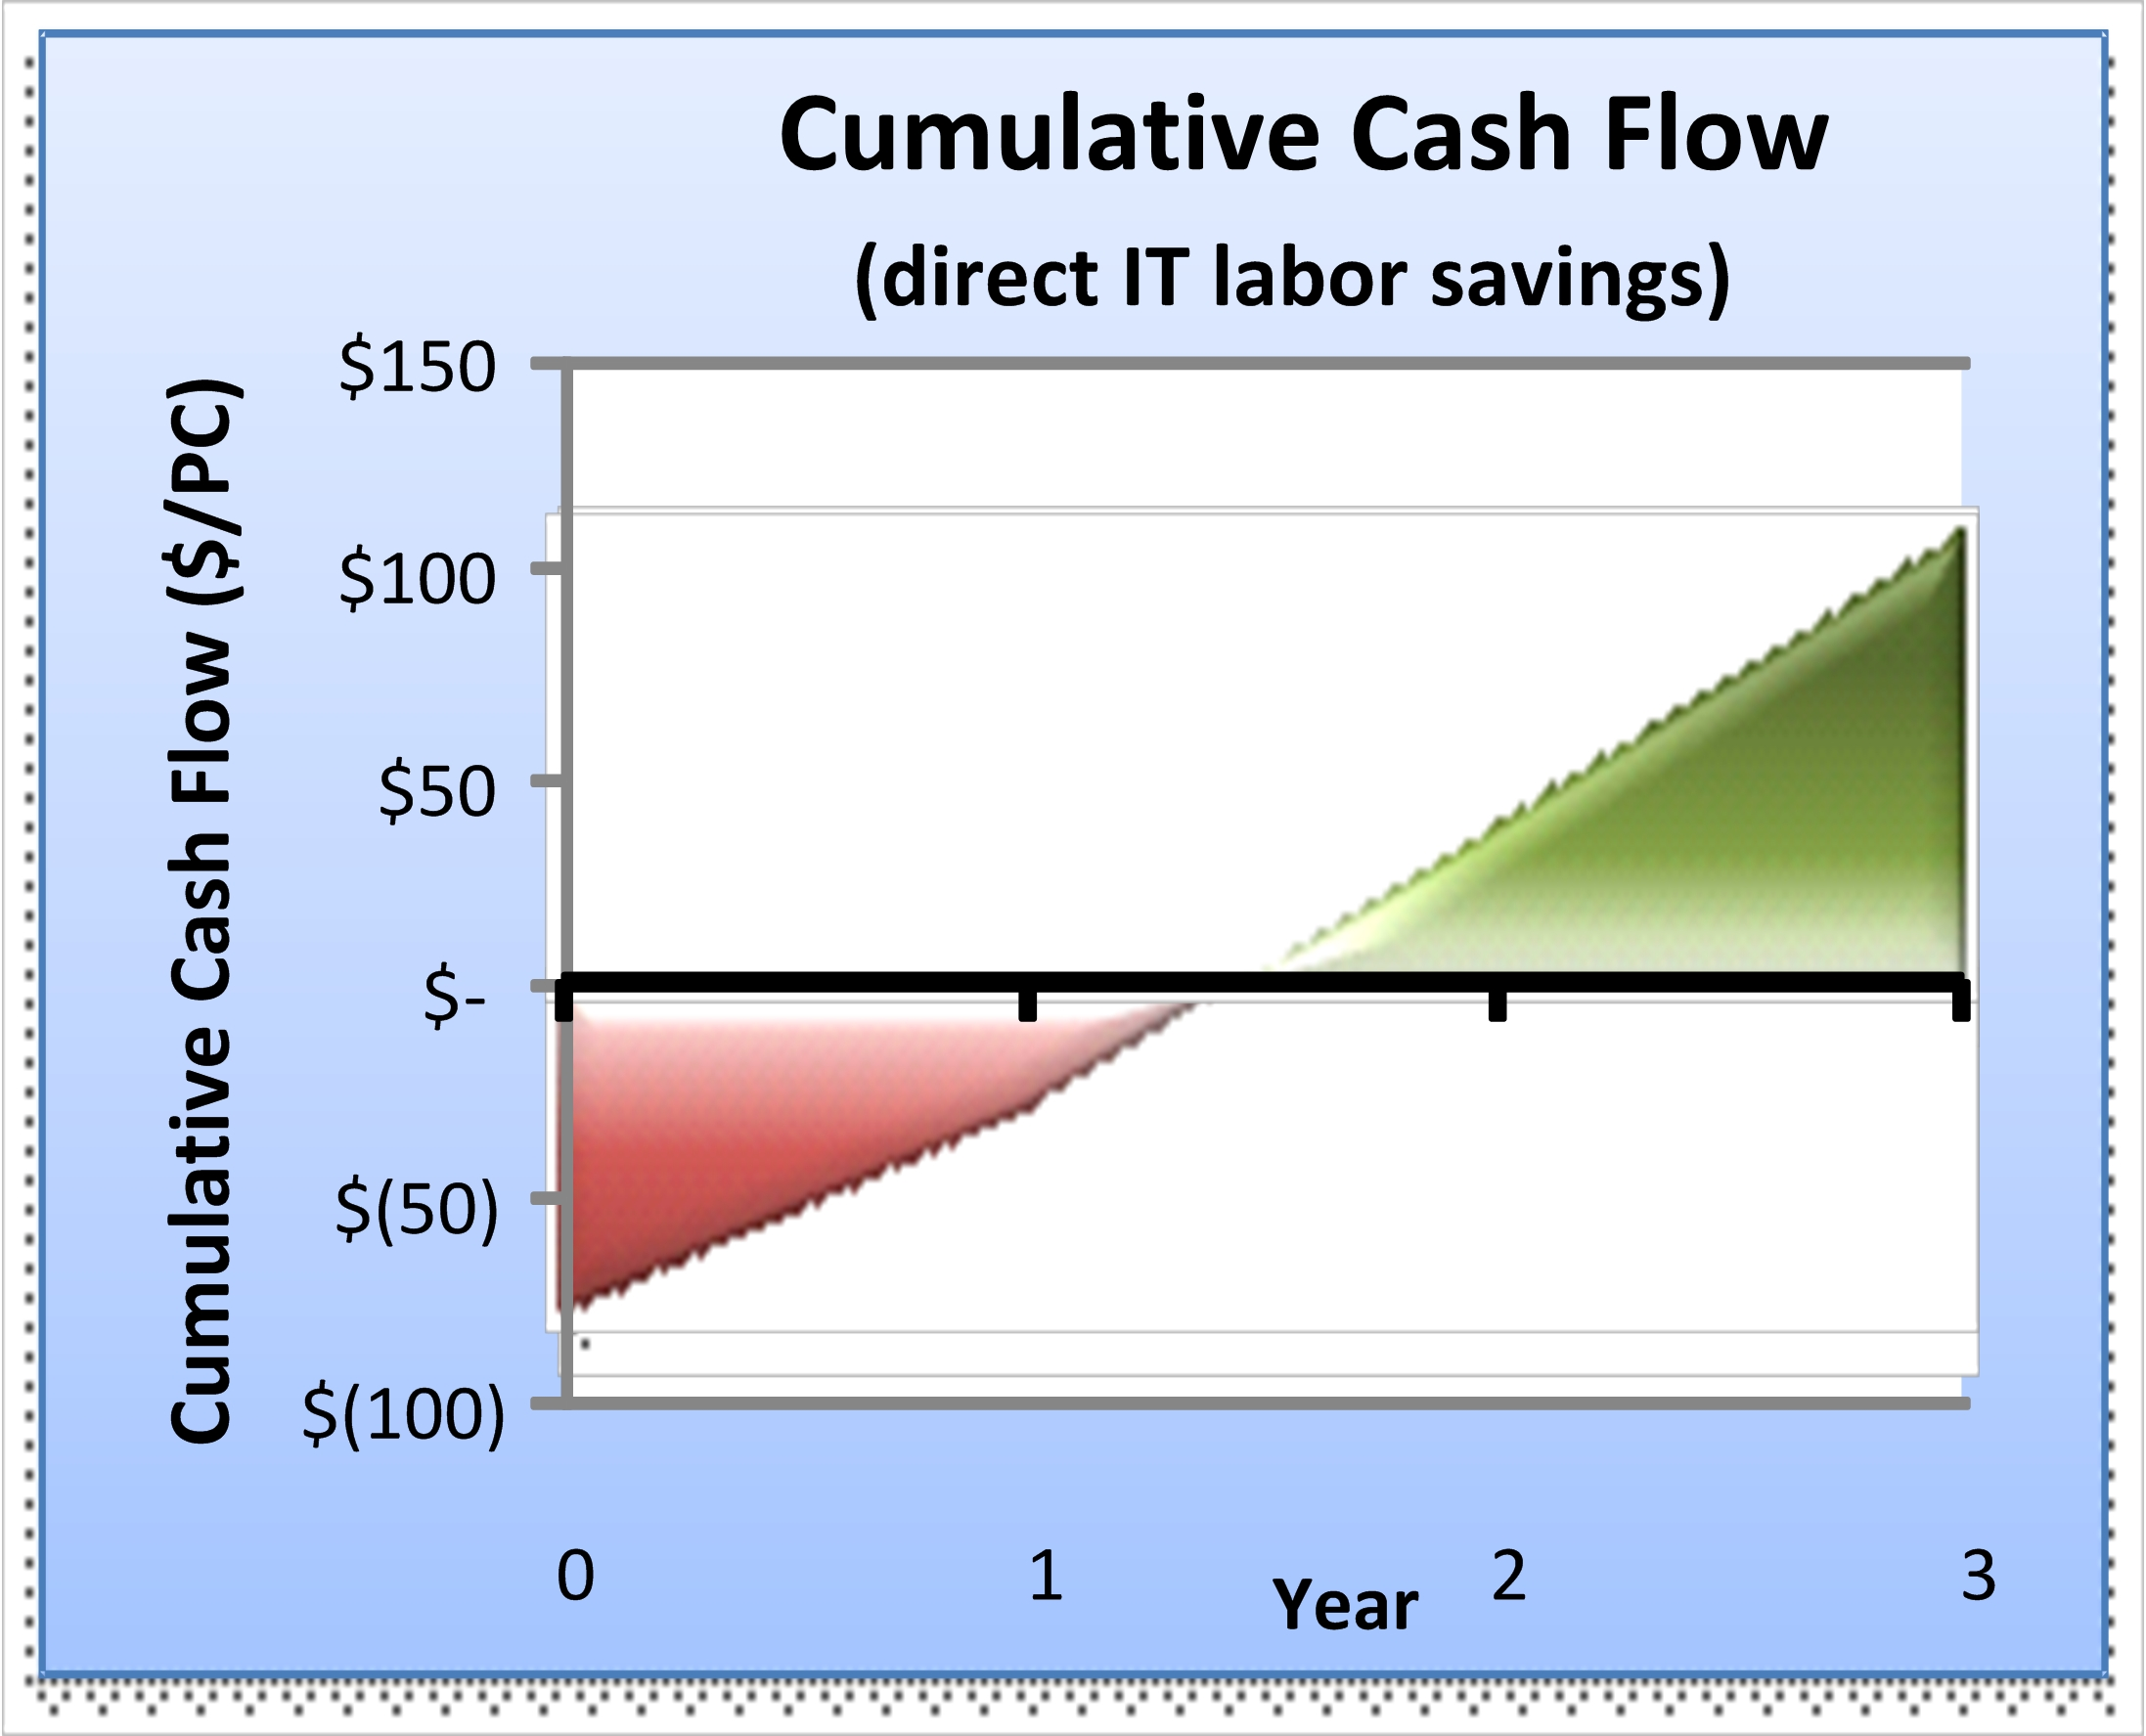 Cumulative Cash Flow
(direct IT labor savings)
Cumulative Cash Flow ($/PC)
$150
$100
$50
$-
$(50)
$(100)
0 1 2 3
Year